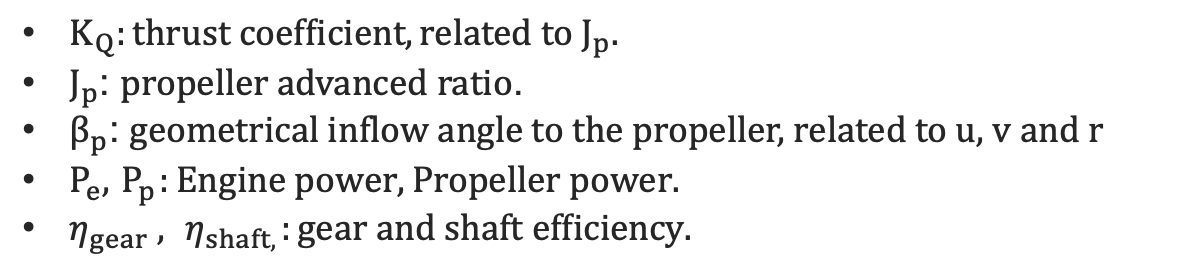 • K_Q: thrust coefficient, related to J_p.
• J_p: propeller advanced ratio.
• β_p: geometrical inflow angle to the propeller, related to u, v and r
• P_e, P_p: Engine power, Propeller power.
• η_gear , η_shaft, : gear and shaft efficiency.